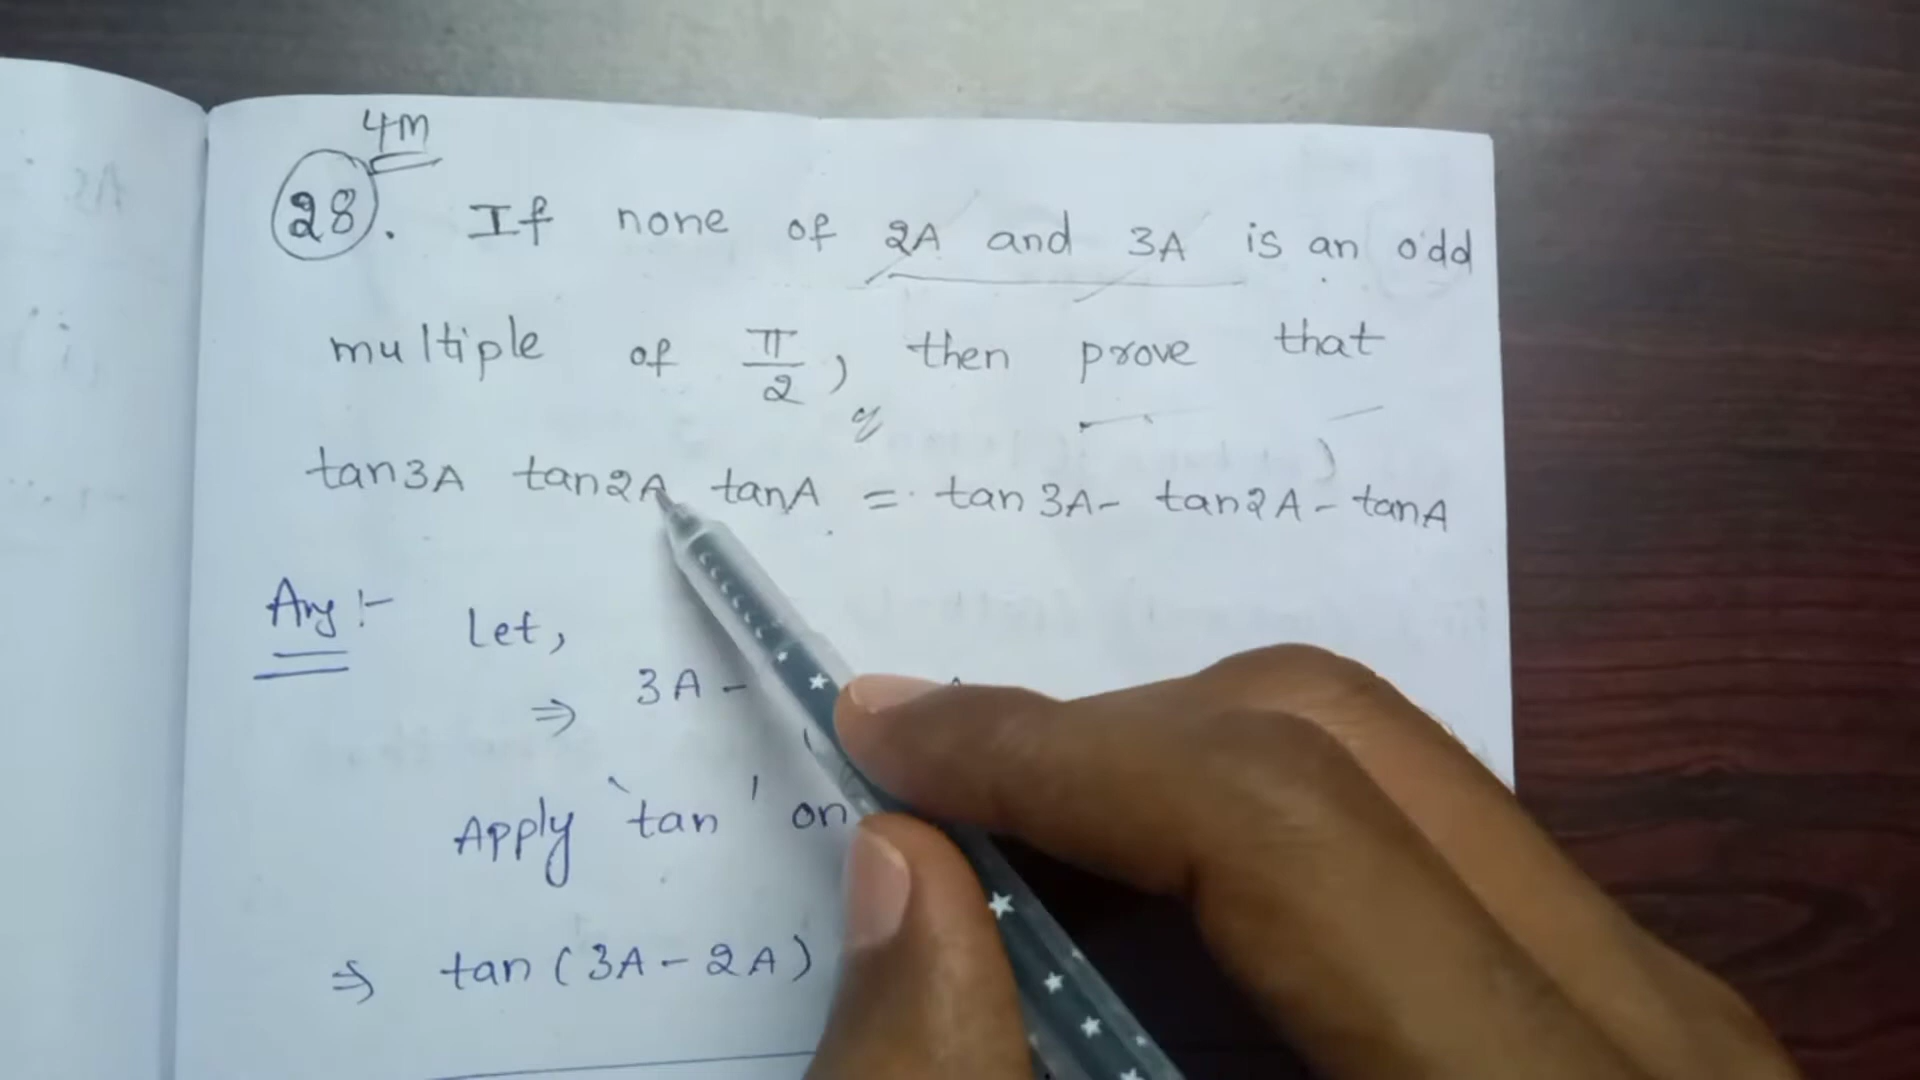 4M
28. If none of 2A and 3A is an odd
multiple of π/2, then prove that
tan3A tan2A tanA = tan3A - tan2A - tanA
Ans:- Let,
⇒ 3A -
Apply 'tan' on
⇒ tan(3A - 2A)